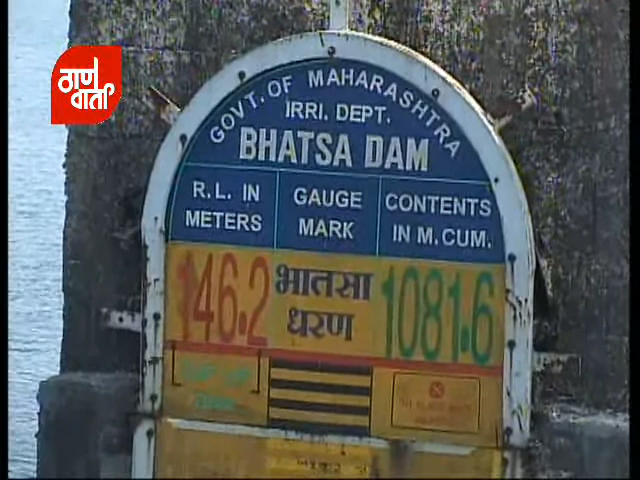 ठाणे
वार्ता
GOVT. OF MAHARASHTRA
IRRI. DEPT.
BHATSA DAM
R.L. IN METERS
GAUGE MARK
CONTENTS IN M.CUM.
146.2
भातसा धरण
1081.6